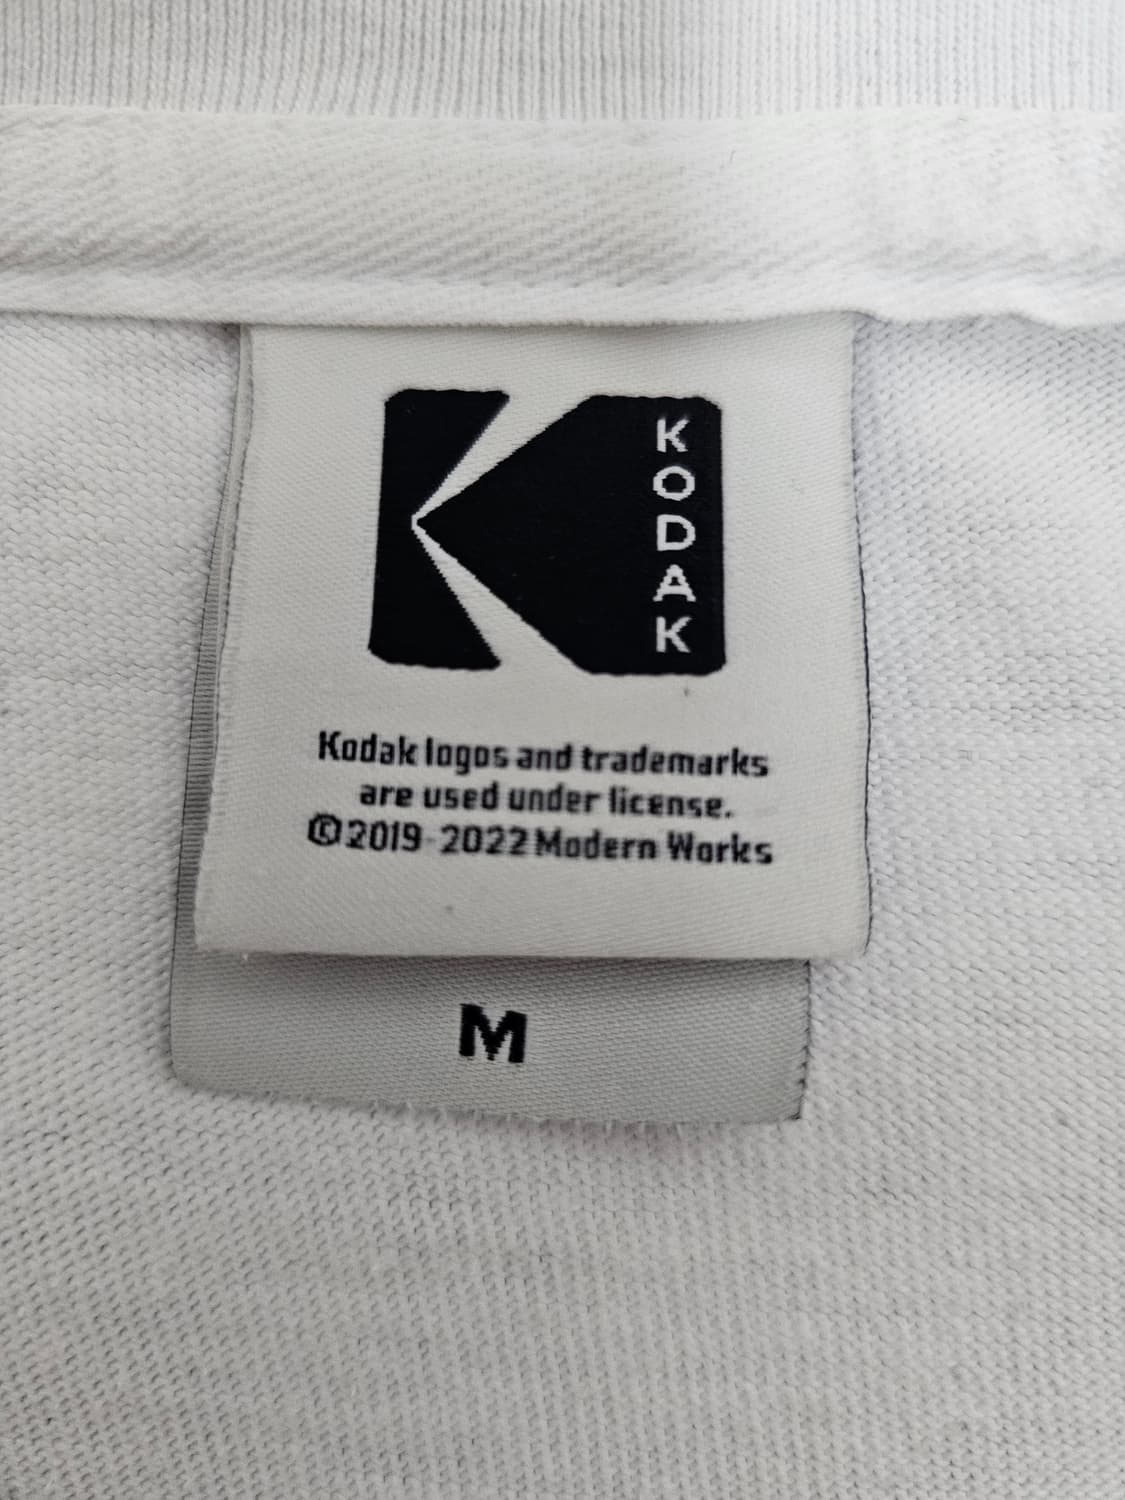 KODAK
Kodak logos and trademarks
are used under license.
©2019-2022 Modern Works
M